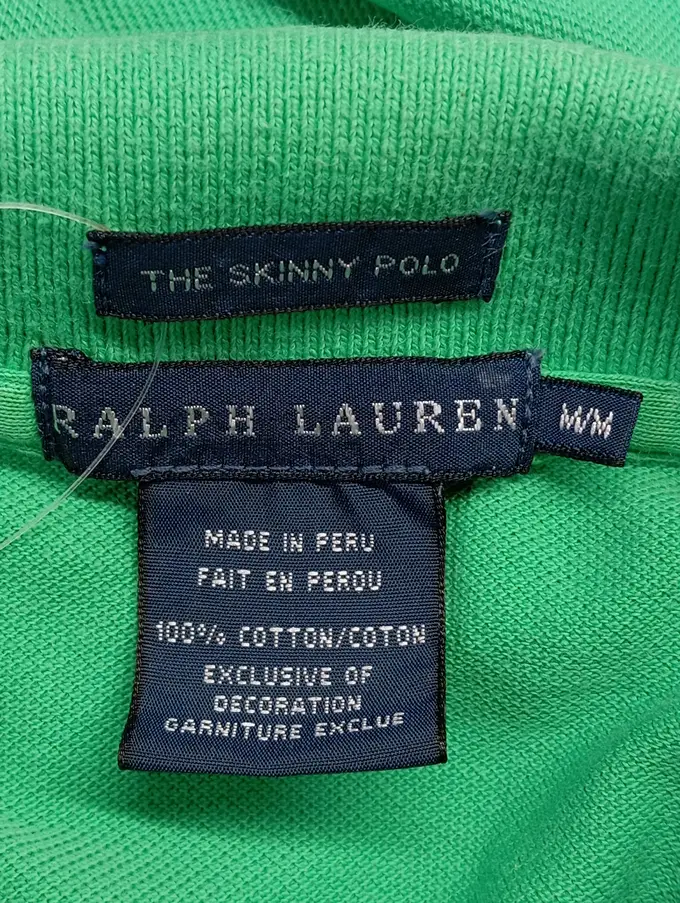 THE SKINNY POLO
RALPH LAUREN
M/M
MADE IN PERU
FAIT EN PEROU
100% COTTON/COTON
EXCLUSIVE OF
DECORATION
GARNITURE EXCLUE